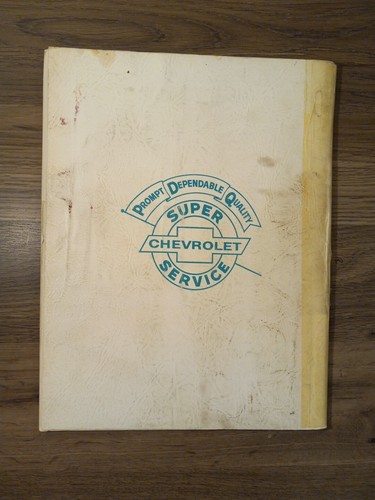 PROMPT DEPENDABLE QUALITY
SUPER
CHEVROLET
SERVICE